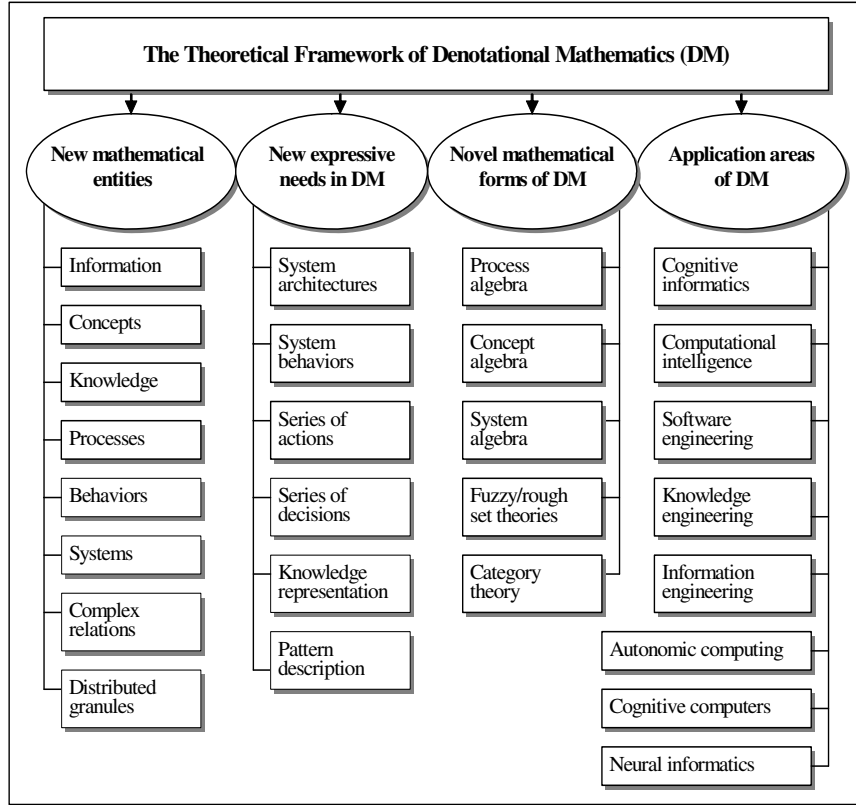 The Theoretical Framework of Denotational Mathematics (DM)
New mathematical
entities
Information
Concepts
Knowledge
Processes
Behaviors
Systems
Complex
relations
Distributed
granules
New expressive
needs in DM
System
architectures
System
behaviors
Series of
actions
Series of
decisions
Knowledge
representation
Pattern
description
Novel mathematical
forms of DM
Process
algebra
Concept
algebra
System
algebra
Fuzzy/rough
set theories
Category
theory
Application areas
of DM
Cognitive
informatics
Computational
intelligence
Software
engineering
Knowledge
engineering
Information
engineering
Autonomic computing
Cognitive computers
Neural informatics